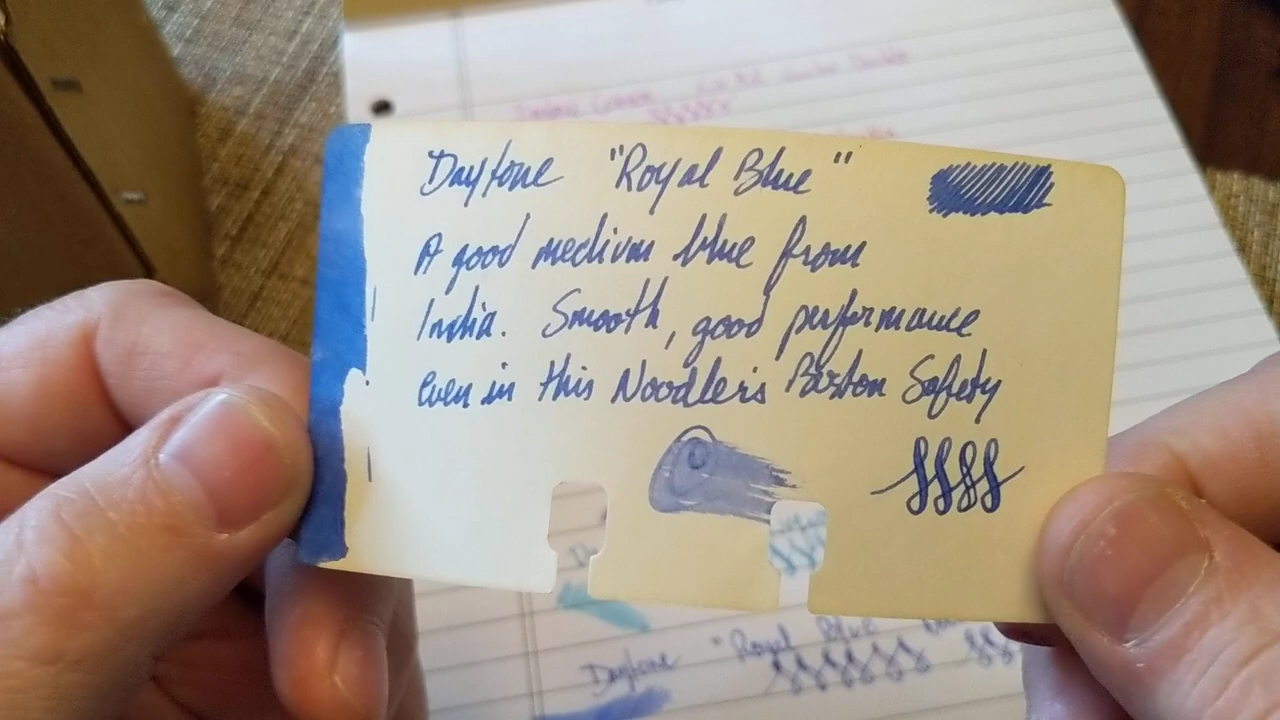 Daytone "Royal Blue"
A good medium blue from
India. Smooth, good performance
even in this Noodler's Boston Safety
Daytone "Royal Blue